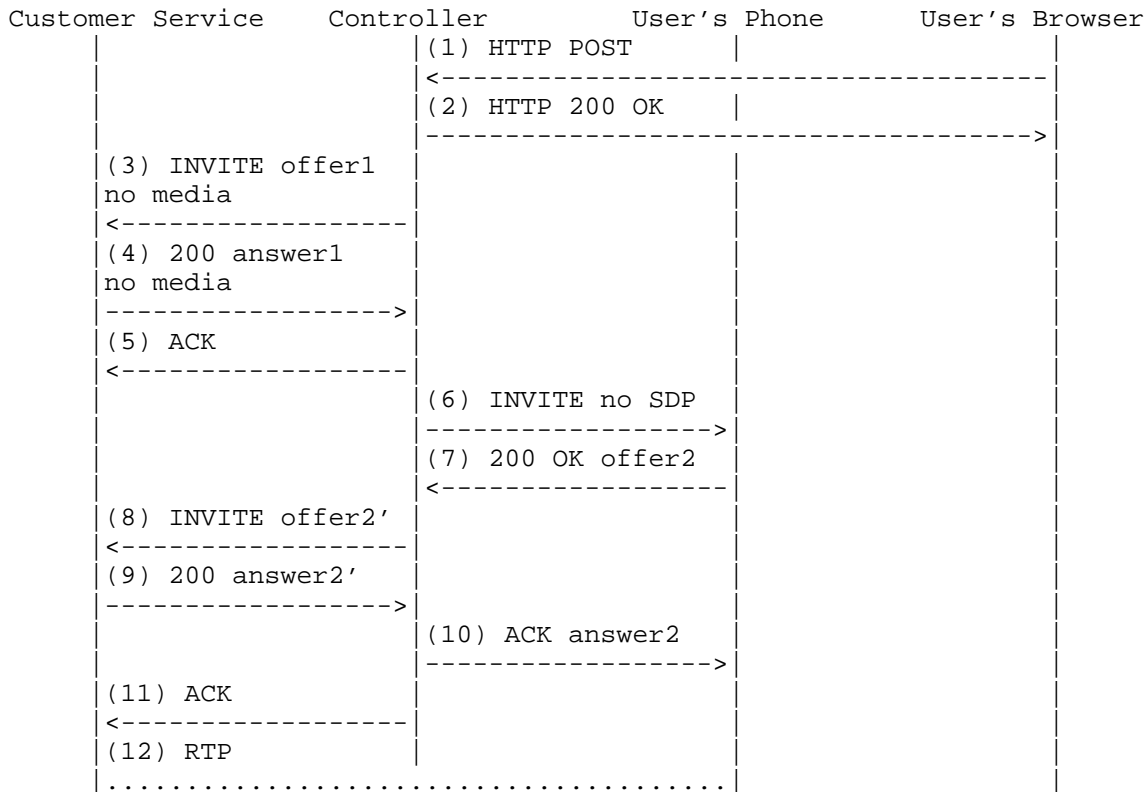 Customer Service Controller User's Phone User's Browser
(1) HTTP POST
(2) HTTP 200 OK
(3) INVITE offer1
no media
(4) 200 answer1
no media
(5) ACK
(6) INVITE no SDP
(7) 200 OK offer2
(8) INVITE offer2'
(9) 200 answer2'
(10) ACK answer2
(11) ACK
(12) RTP